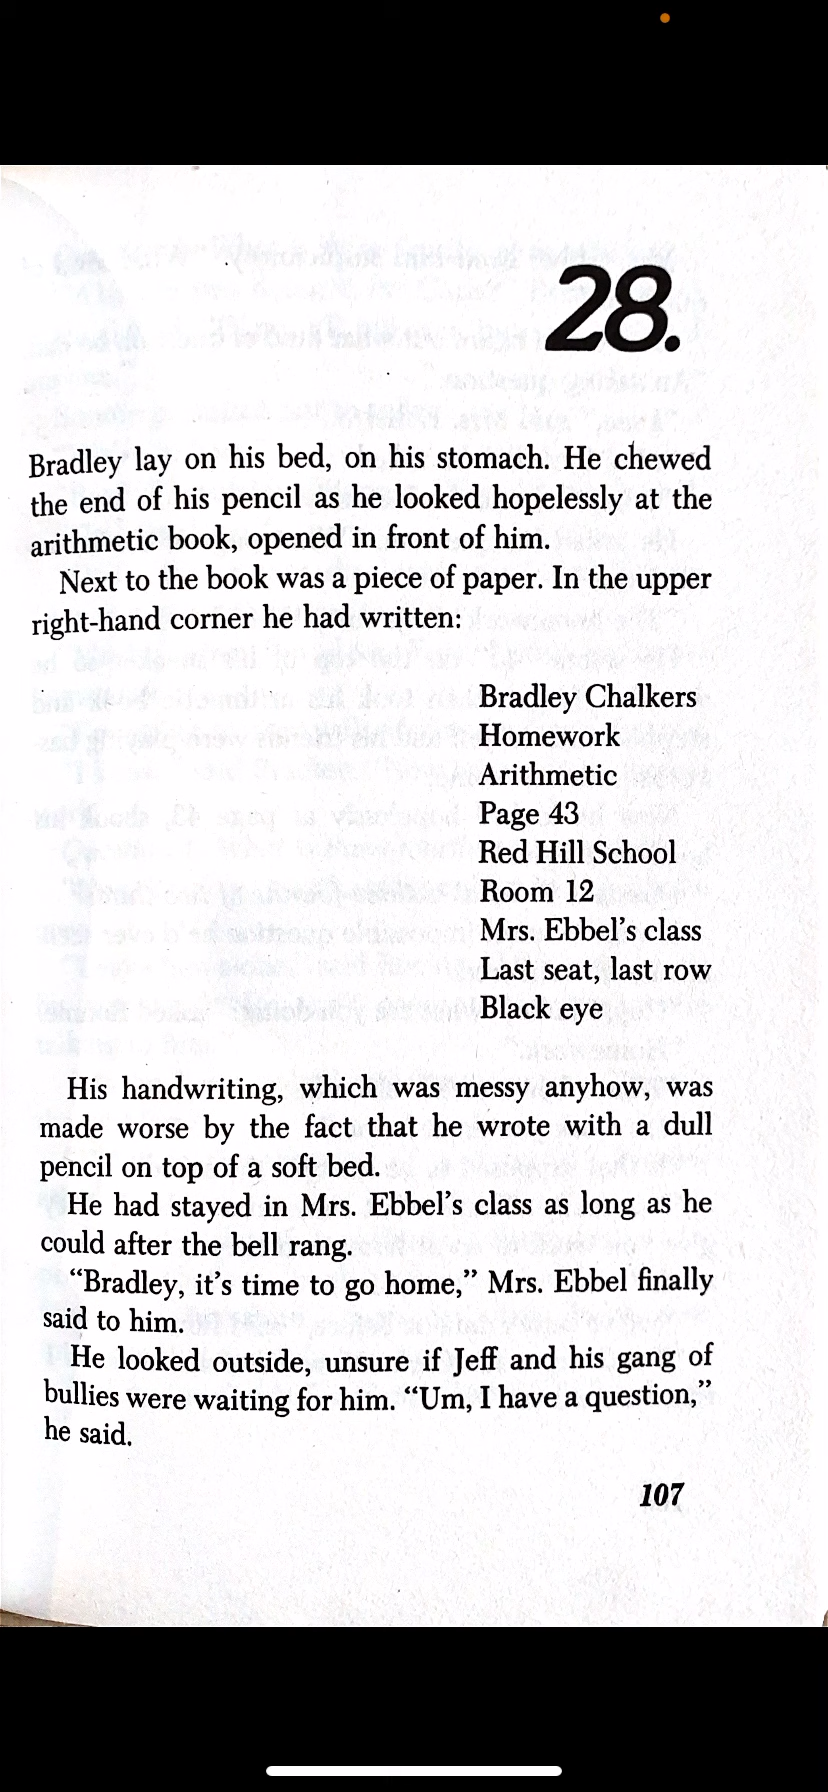 28.
Bradley lay on his bed, on his stomach. He chewed
the end of his pencil as he looked hopelessly at the
arithmetic book, opened in front of him.
Next to the book was a piece of paper. In the upper
right-hand corner he had written:
Bradley Chalkers
Homework
Arithmetic
Page 43
Red Hill School
Room 12
Mrs. Ebbel's class
Last seat, last row
Black eye
His handwriting, which was messy anyhow, was
made worse by the fact that he wrote with a dull
pencil on top of a soft bed.
He had stayed in Mrs. Ebbel's class as long as he
could after the bell rang.
“Bradley, it's time to go home,” Mrs. Ebbel finally
said to him.
He looked outside, unsure if Jeff and his gang of
bullies were waiting for him. “Um, I have a question,”
he said.
107